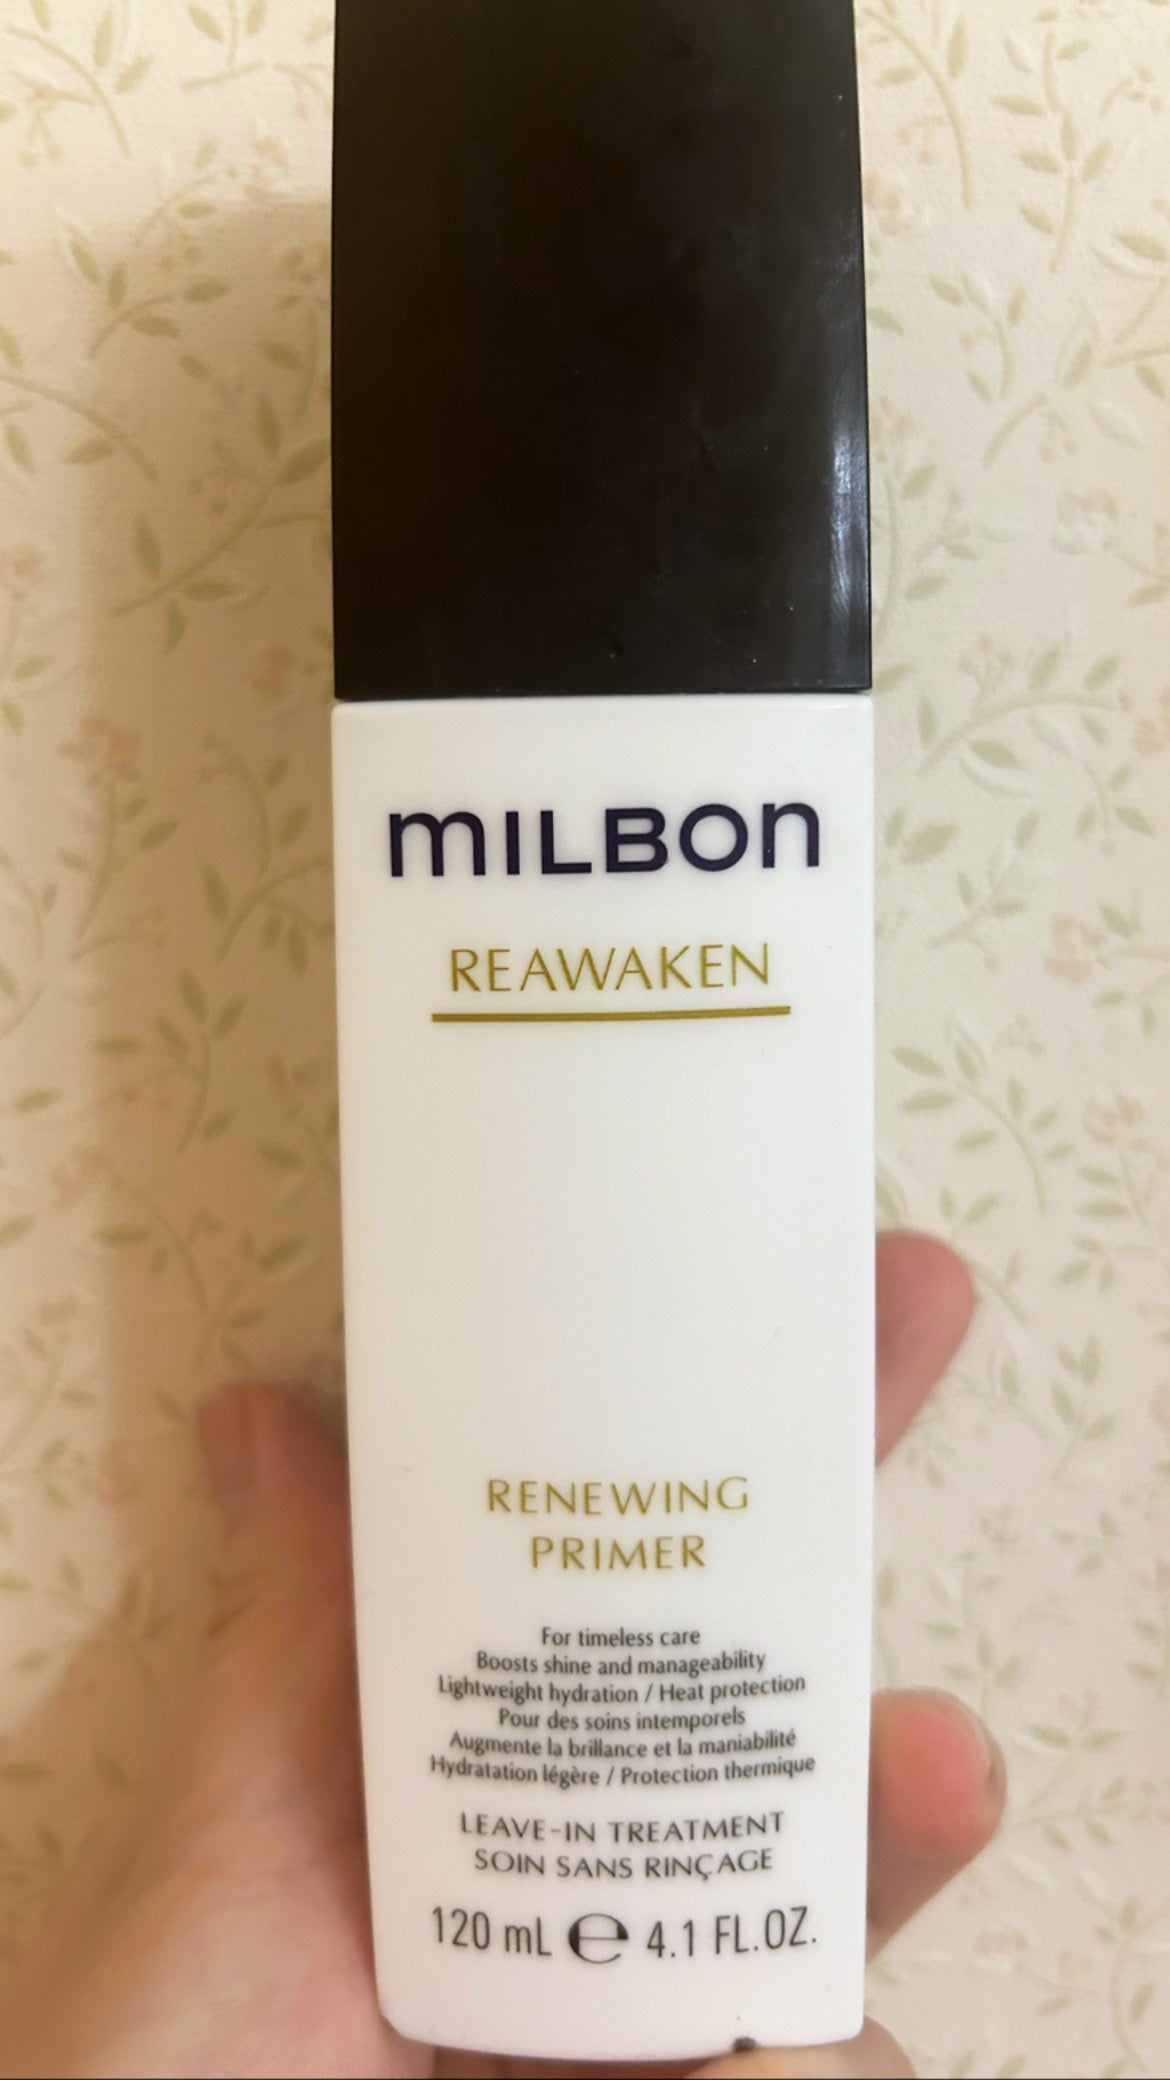 mILBOn
REAWAKEN
RENEWING
PRIMER
For timeless care
Boosts shine and manageability
Lightweight hydration / Heat protection
Pour des soins intemporels
Augmente la brillance et la maniabilité
Hydratation légère / Protection thermique
LEAVE-IN TREATMENT
SOIN SANS RINÇAGE
120 mL ℮ 4.1 FL.OZ.